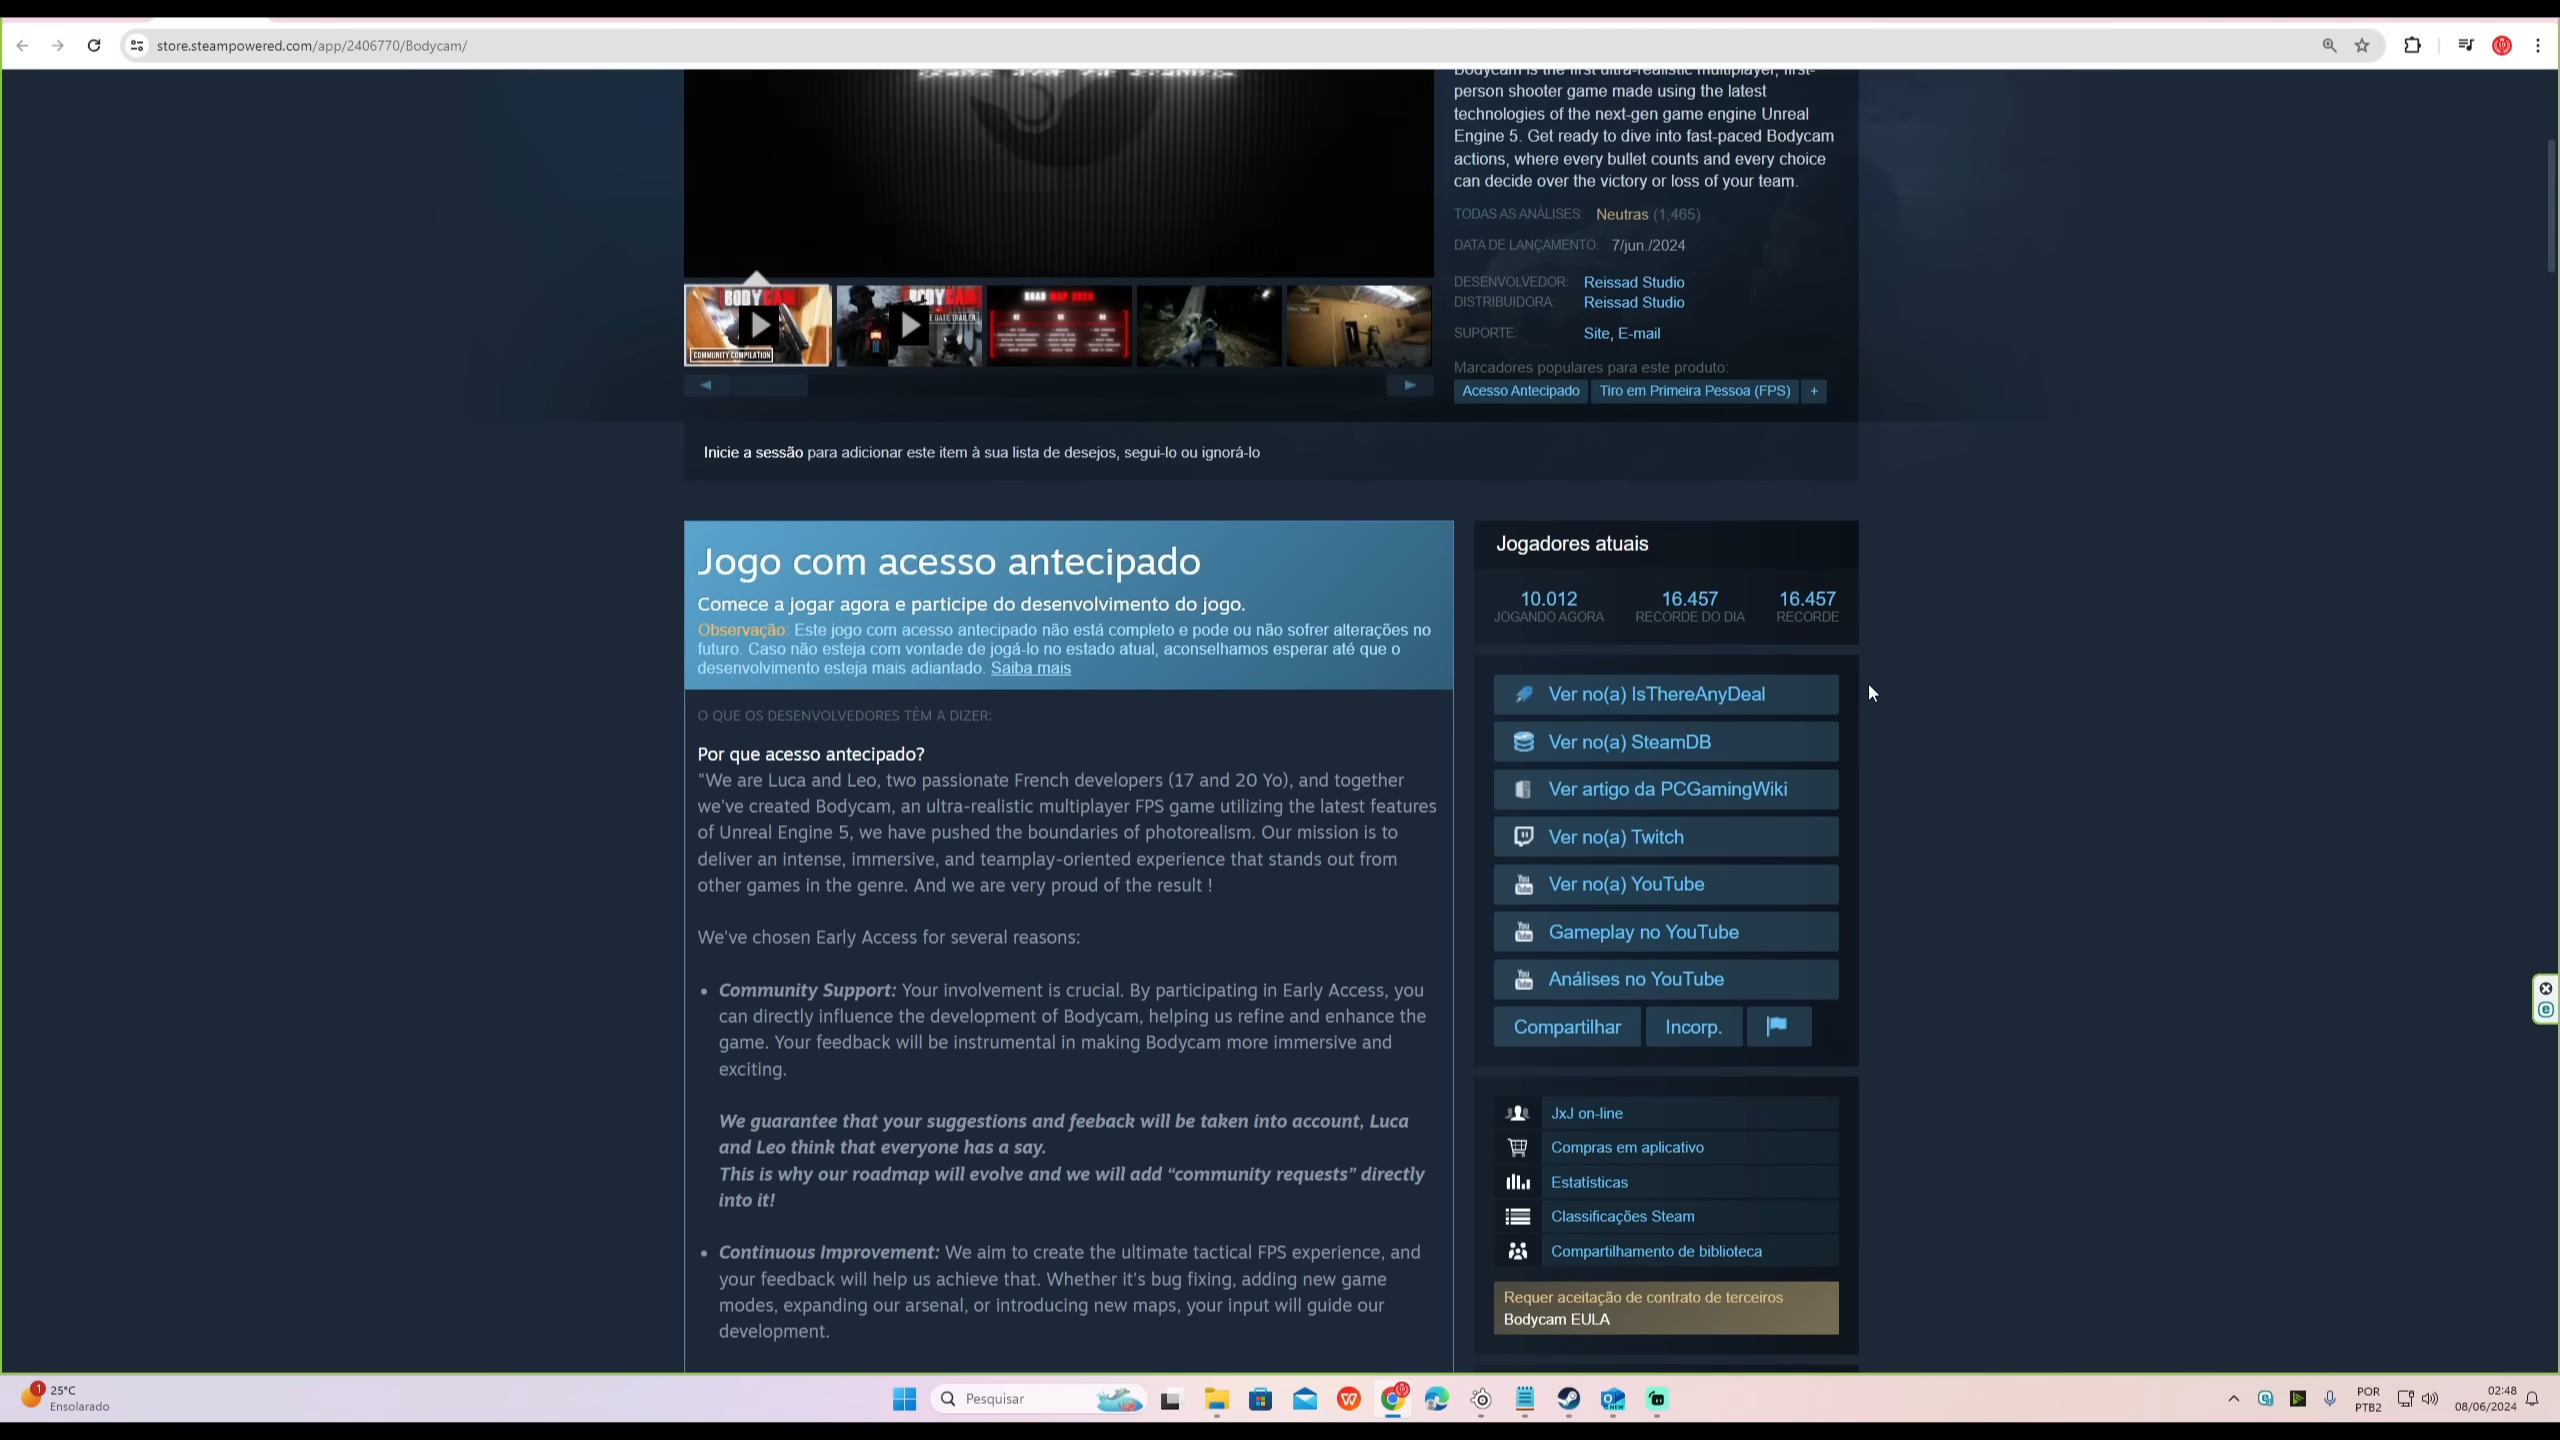 store.steampowered.com/app/2406770/Bodycam/
Bodycam is the first ultra-realistic multiplayer, first-
person shooter game made using the latest
technologies of the next-gen game engine Unreal
Engine 5. Get ready to dive into fast-paced Bodycam
actions, where every bullet counts and every choice
can decide over the victory or loss of your team.
TODAS AS ANÁLISES: Neutras (1,465)
DATA DE LANÇAMENTO: 7/jun./2024
DESENVOLVEDOR: Reissad Studio
DISTRIBUIDORA: Reissad Studio
SUPORTE: Site, E-mail
Marcadores populares para este produto:
Acesso Antecipado Tiro em Primeira Pessoa (FPS) +
BODYCAM
COMMUNITY COMPILATION
BODYCAM
E DATE TRAILER
ROAD MAP 2024
Inicie a sessão para adicionar este item à sua lista de desejos, segui-lo ou ignorá-lo
Jogo com acesso antecipado
Comece a jogar agora e participe do desenvolvimento do jogo.
Observação: Este jogo com acesso antecipado não está completo e pode ou não sofrer alterações no
futuro. Caso não esteja com vontade de jogá-lo no estado atual, aconselhamos esperar até que o
desenvolvimento esteja mais adiantado. Saiba mais
O QUE OS DESENVOLVEDORES TÊM A DIZER:
Por que acesso antecipado?
"We are Luca and Leo, two passionate French developers (17 and 20 Yo), and together
we've created Bodycam, an ultra-realistic multiplayer FPS game utilizing the latest features
of Unreal Engine 5, we have pushed the boundaries of photorealism. Our mission is to
deliver an intense, immersive, and teamplay-oriented experience that stands out from
other games in the genre. And we are very proud of the result !
We've chosen Early Access for several reasons:
• Community Support: Your involvement is crucial. By participating in Early Access, you
can directly influence the development of Bodycam, helping us refine and enhance the
game. Your feedback will be instrumental in making Bodycam more immersive and
exciting.
We guarantee that your suggestions and feeback will be taken into account, Luca
and Leo think that everyone has a say.
This is why our roadmap will evolve and we will add “community requests” directly
into it!
• Continuous Improvement: We aim to create the ultimate tactical FPS experience, and
your feedback will help us achieve that. Whether it's bug fixing, adding new game
modes, expanding our arsenal, or introducing new maps, your input will guide our
development.
Jogadores atuais
10.012 16.457 16.457
JOGANDO AGORA RECORDE DO DIA RECORDE
Ver no(a) IsThereAnyDeal
Ver no(a) SteamDB
Ver artigo da PCGamingWiki
Ver no(a) Twitch
Ver no(a) YouTube
Gameplay no YouTube
Análises no YouTube
Compartilhar Incorp.
JxJ on-line
Compras em aplicativo
Estatísticas
Classificações Steam
Compartilhamento de biblioteca
Requer aceitação de contrato de terceiros
Bodycam EULA
1
25°C
Ensolarado
Pesquisar
POR
PTB2
02:48
08/06/2024